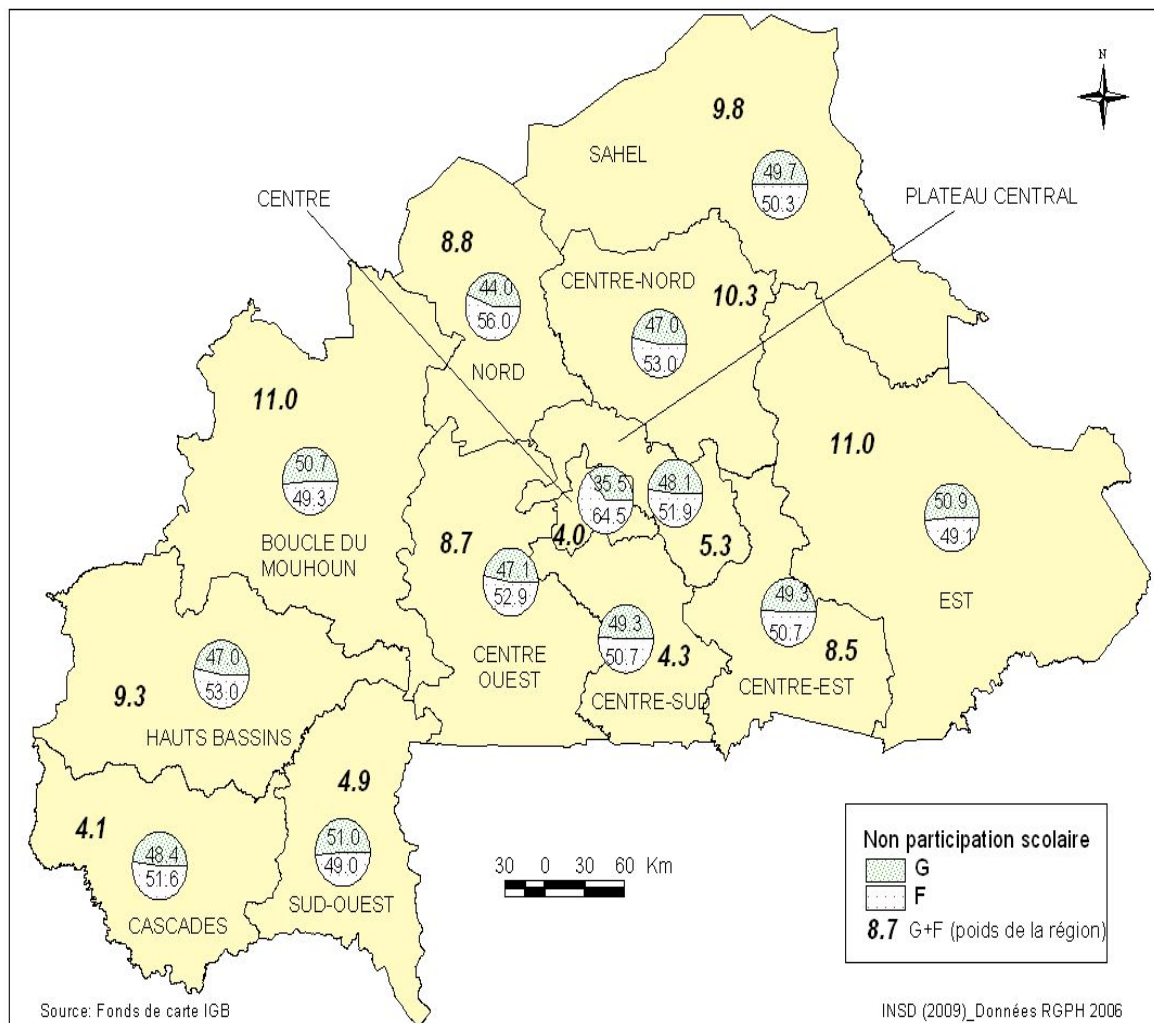 N
9.8
SAHEL
49.7
50.3
CENTRE
PLATEAU CENTRAL
8.8
44.0
56.0
NORD
CENTRE-NORD
10.3
47.0
53.0
11.0
50.7
49.3
BOUCLE DU
MOUHOUN
11.0
50.9
49.1
EST
35.5
64.5
4.0
48.1
51.9
5.3
8.7
47.1
52.9
CENTRE
OUEST
49.3
50.7
4.3
CENTRE-SUD
49.3
50.7
8.5
CENTRE-EST
47.0
53.0
9.3
HAUTS BASSINS
4.9
51.0
49.0
SUD-OUEST
4.1
48.4
51.6
CASCADES
30 0 30 60 Km
Non participation scolaire
G
F
8.7 G+F (poids de la région)
Source: Fonds de carte IGB
INSD (2009)_Données RGPH 2006